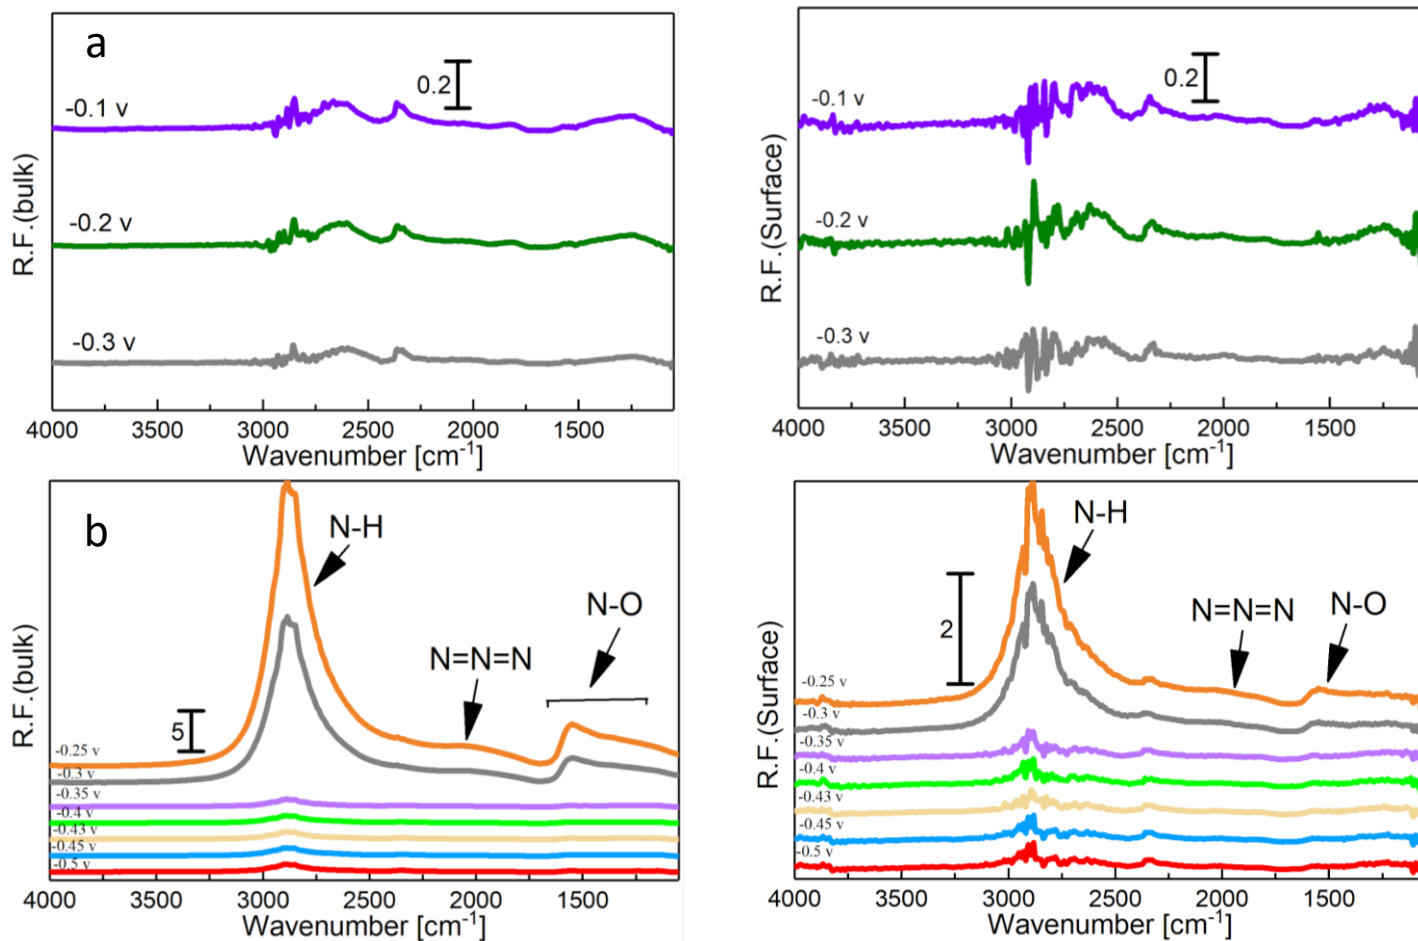 a
0.2
-0.1 v
-0.2 v
-0.3 v
R.F.(bulk)
4000 3500 3000 2500 2000 1500
Wavenumber [cm-1]
0.2
-0.1 v
-0.2 v
-0.3 v
R.F.(Surface)
4000 3500 3000 2500 2000 1500
Wavenumber [cm-1]
b
N-H
N=N=N
N-O
5
-0.25 v
-0.3 v
-0.35 v
-0.4 v
-0.43 v
-0.45 v
-0.5 v
R.F.(bulk)
4000 3500 3000 2500 2000 1500
Wavenumber [cm-1]
N-H
N=N=N
N-O
2
-0.25 v
-0.3 v
-0.35 v
-0.4 v
-0.43 v
-0.45 v
-0.5 v
R.F.(Surface)
4000 3500 3000 2500 2000 1500
Wavenumber [cm-1]